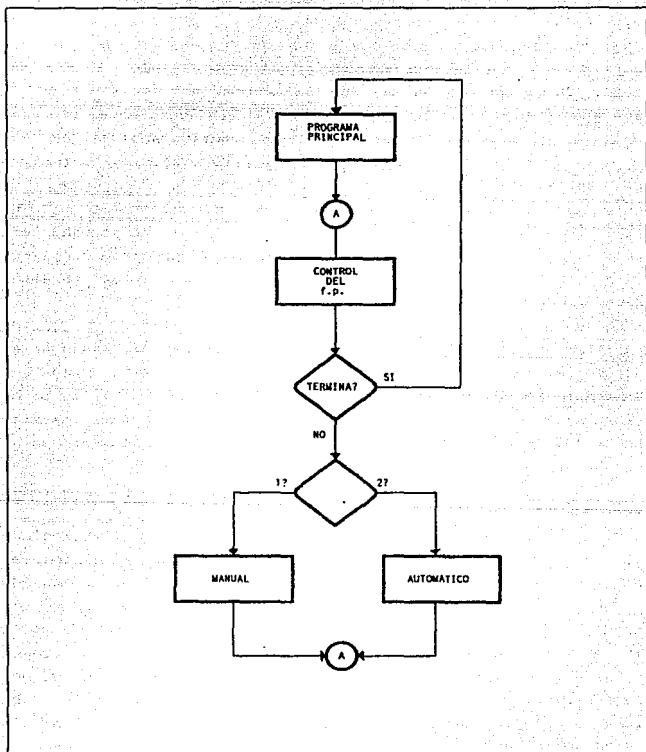 PROGRAMA
PRINCIPAL
A
CONTROL
DEL
f.p.
TERMINA?
SI
NO
1?
2?
MANUAL
AUTOMATICO
A